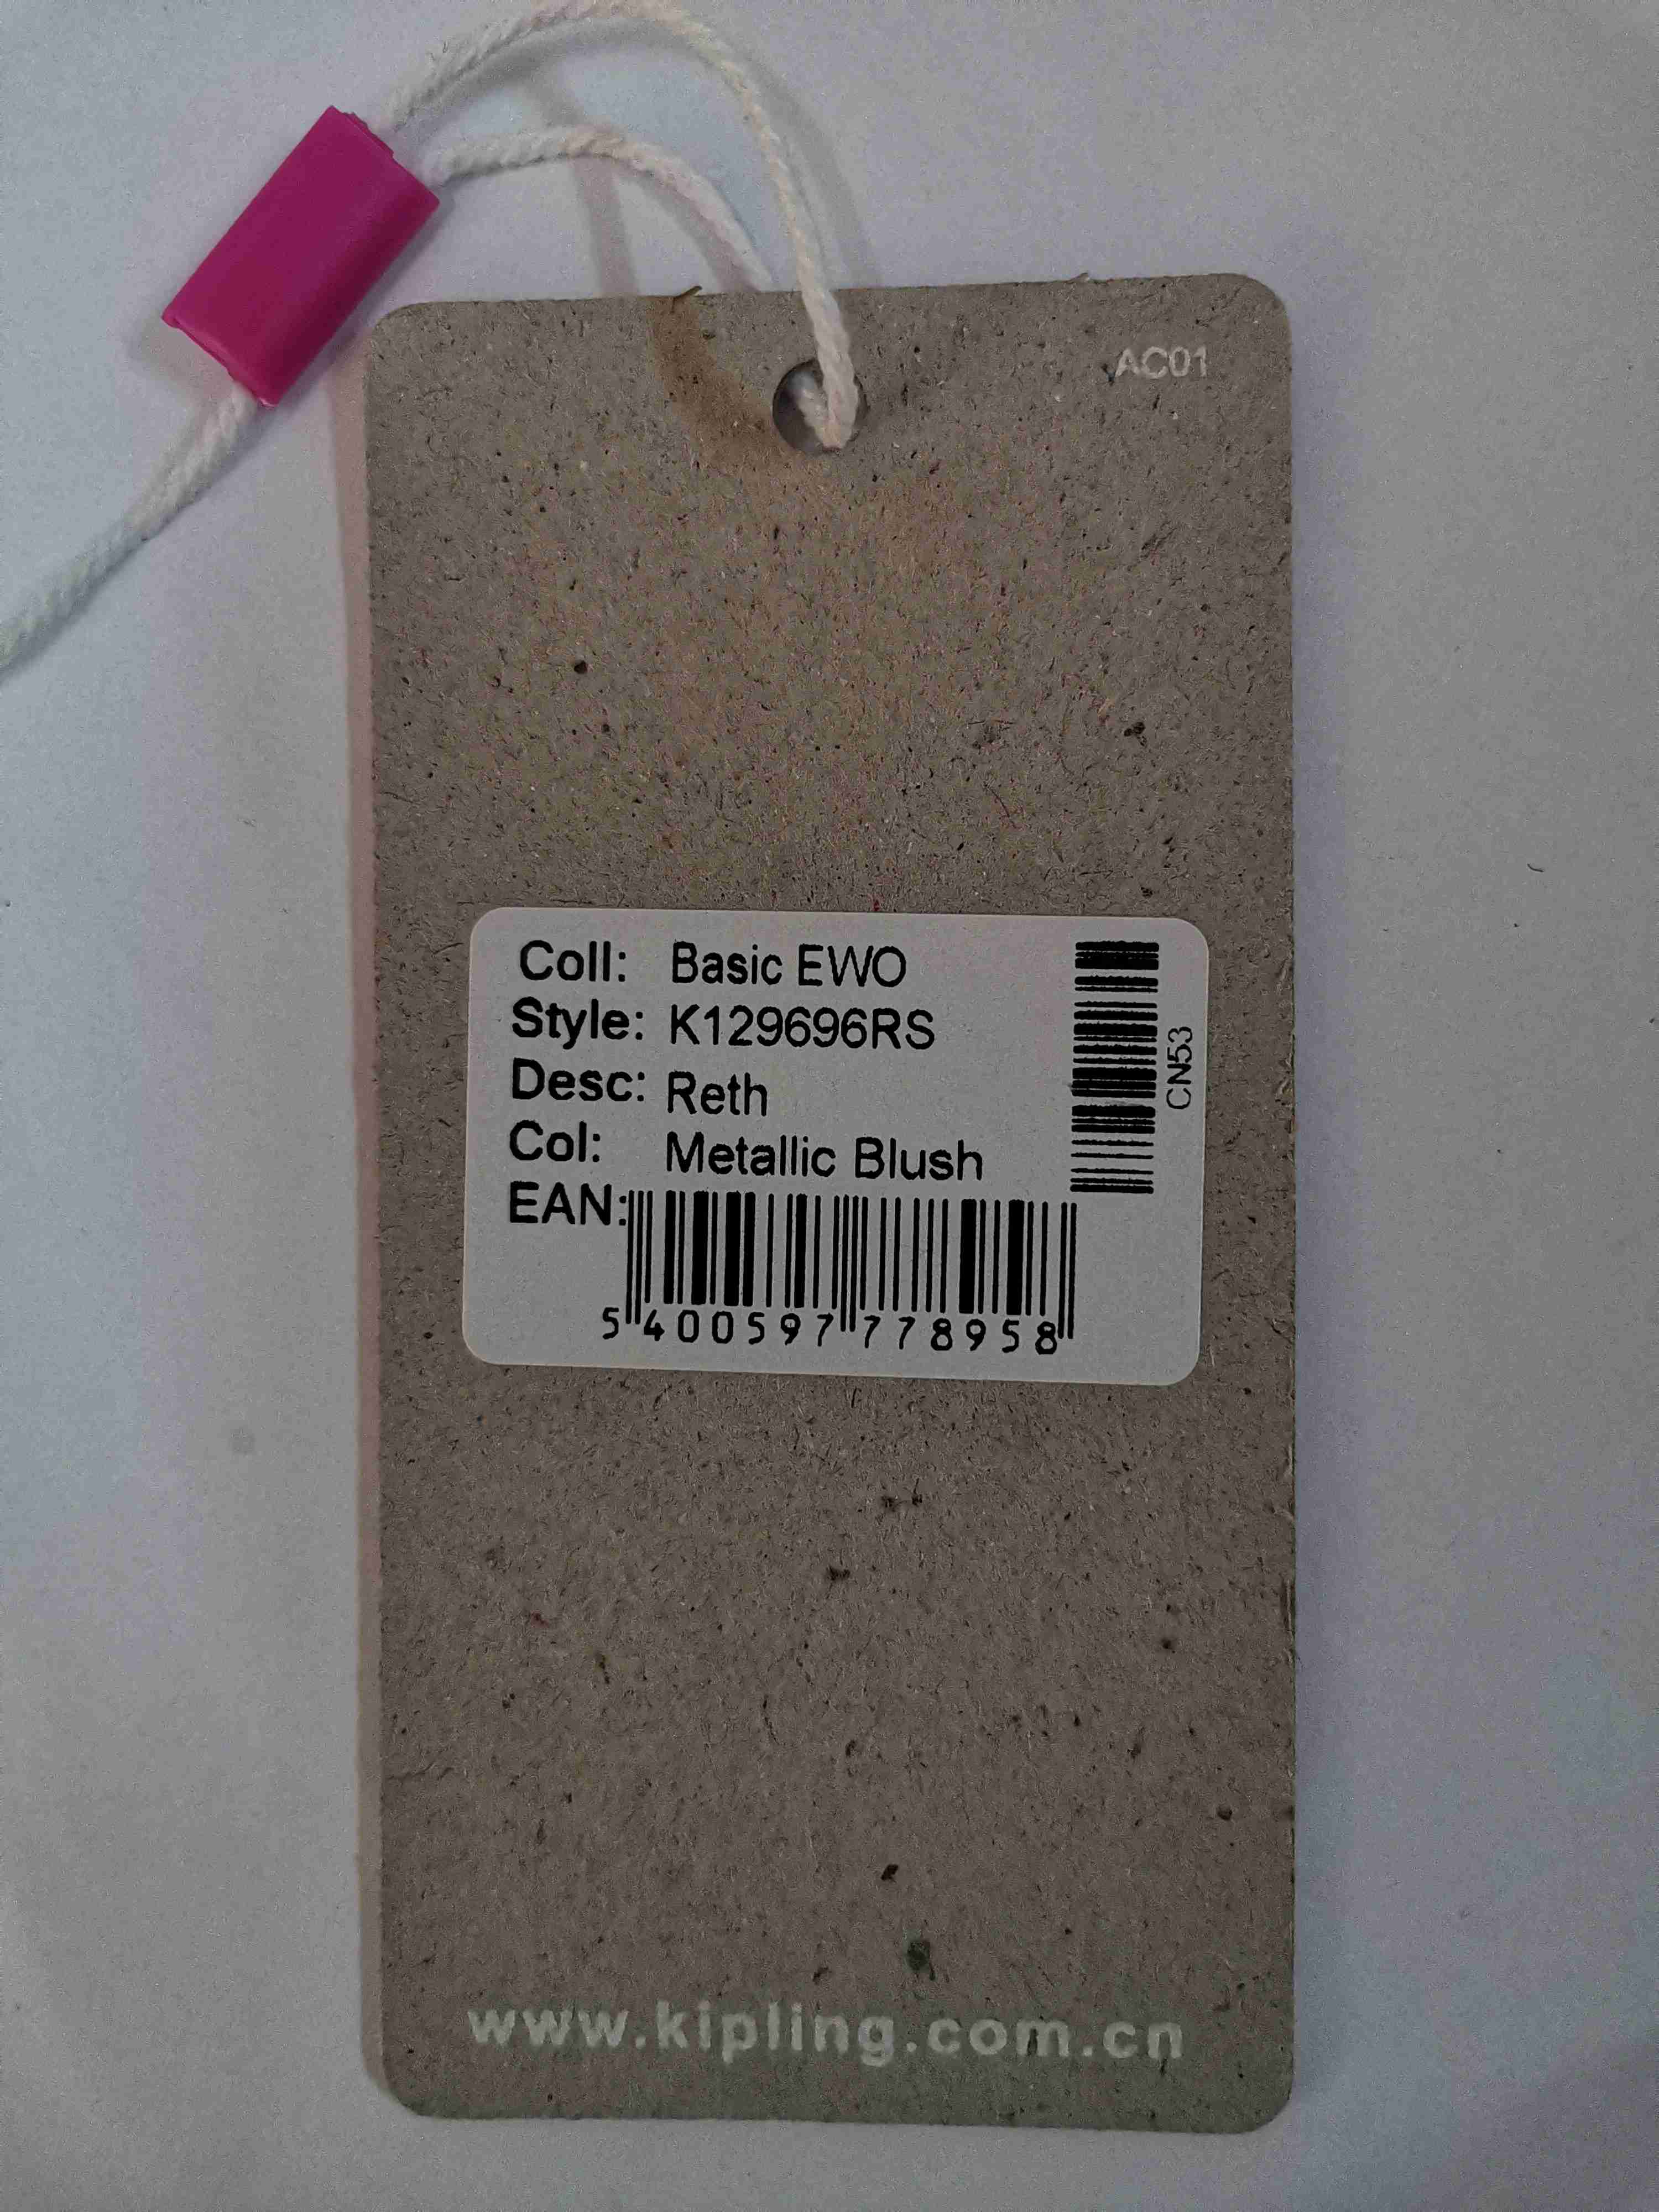 AC01
Coll: Basic EWO
Style: K129696RS
Desc: Reth
Col: Metallic Blush
EAN:
5 400597 778958
CN53
www.kipling.com.cn